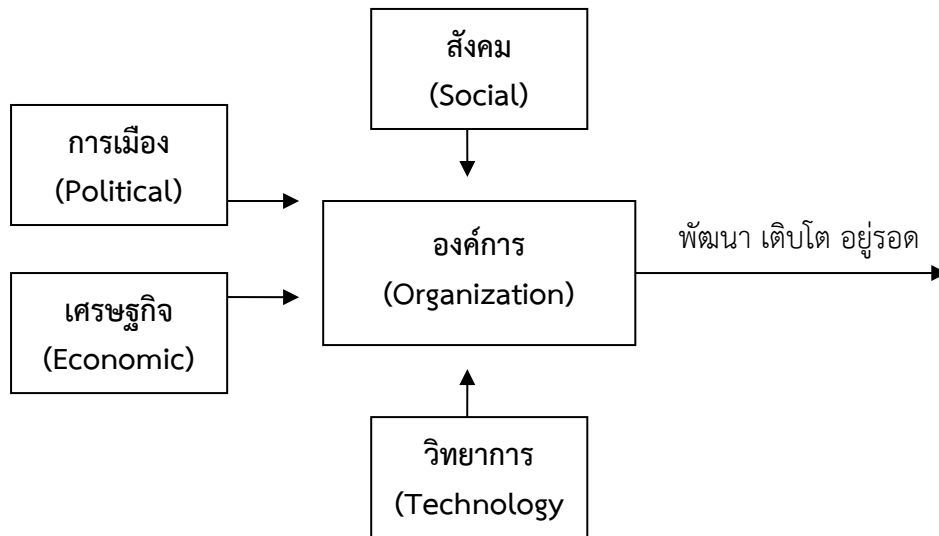 สังคม
(Social)
การเมือง
(Political)
องค์การ
(Organization)
พัฒนา เติบโต อยู่รอด
เศรษฐกิจ
(Economic)
วิทยาการ
(Technology